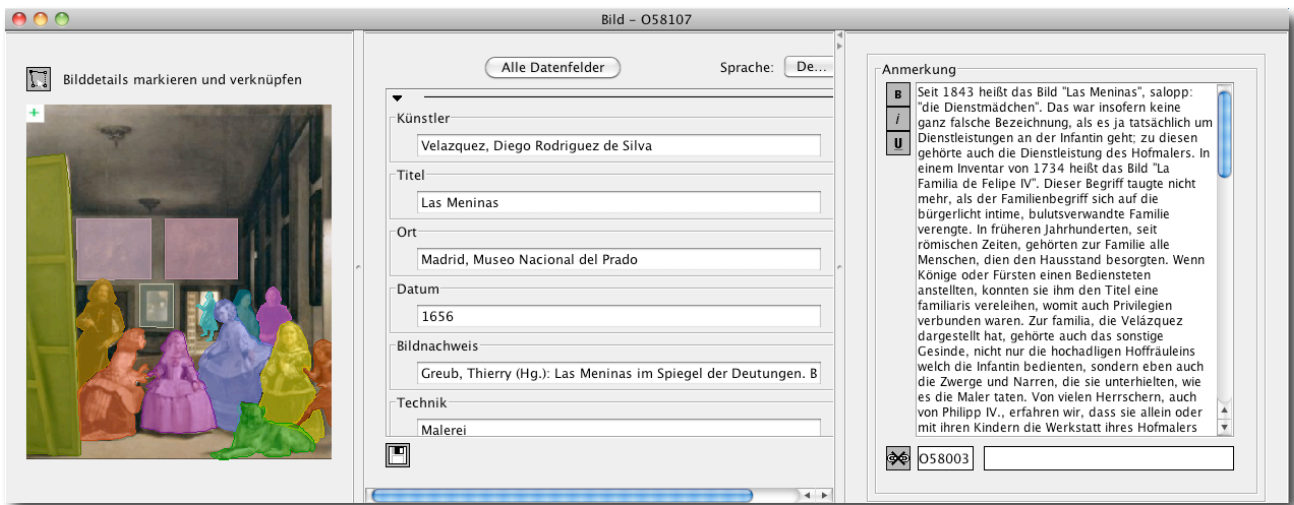 Bild – O58107
Bilddetails markieren und verknüpfen
Alle Datenfelder
Sprache:
De...
Künstler
Velazquez, Diego Rodriguez de Silva
Titel
Las Meninas
Ort
Madrid, Museo Nacional del Prado
Datum
1656
Bildnachweis
Greub, Thierry (Hg.): Las Meninas im Spiegel der Deutungen. B
Technik
Malerei
Anmerkung
B
i
U
Seit 1843 heißt das Bild "Las Meninas", salopp:
"die Dienstmädchen". Das war insofern keine
ganz falsche Bezeichnung, als es ja tatsächlich um
Dienstleistungen an der Infantin geht; zu diesen
gehörte auch die Dienstleistung des Hofmalers. In
einem Inventar von 1734 heißt das Bild "La
Familia de Felipe IV". Dieser Begriff taugte nicht
mehr, als der Familienbegriff sich auf die
bürgerlicht intime, bulutsverwandte Familie
verengte. In früheren Jahrhunderten, seit
römischen Zeiten, gehörten zur Familie alle
Menschen, dien den Hausstand besorgten. Wenn
Könige oder Fürsten einen Bediensteten
anstellten, konnten sie ihm den Titel eine
familiaris vereleihen, womit auch Privilegien
verbunden waren. Zur familia, die Velázquez
dargestellt hat, gehörte auch das sonstige
Gesinde, nicht nur die hochadligen Hoffräuleins
welch die Infantin bedienten, sondern eben auch
die Zwerge und Narren, die sie unterhielten, wie
es die Maler taten. Von vielen Herrschern, auch
von Philipp IV., erfahren wir, dass sie allein oder
mit ihren Kindern die Werkstatt ihres Hofmalers
O58003